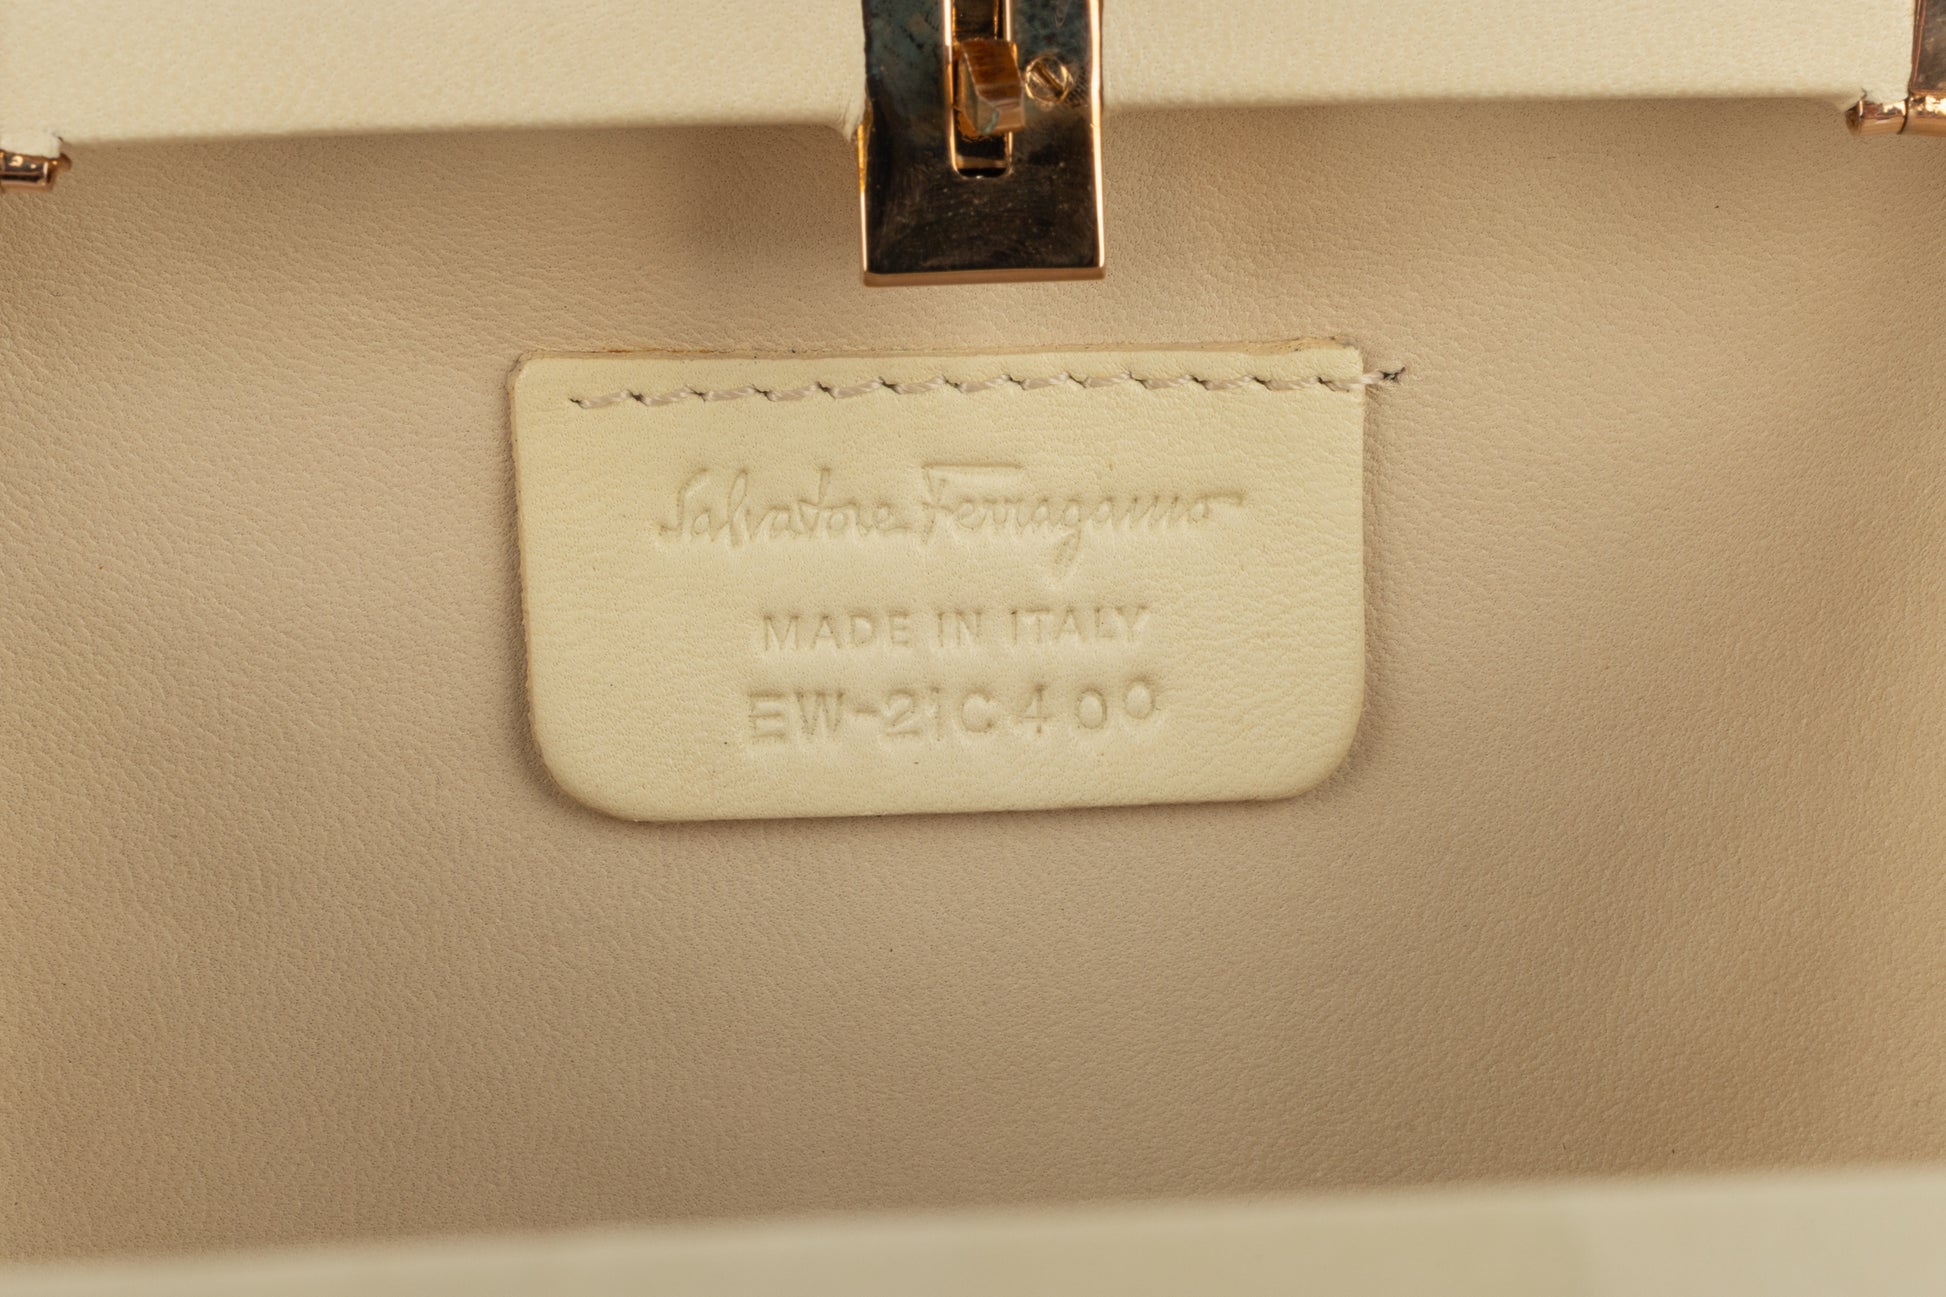 Salvatore Ferragamo
MADE IN ITALY
EW-21C400